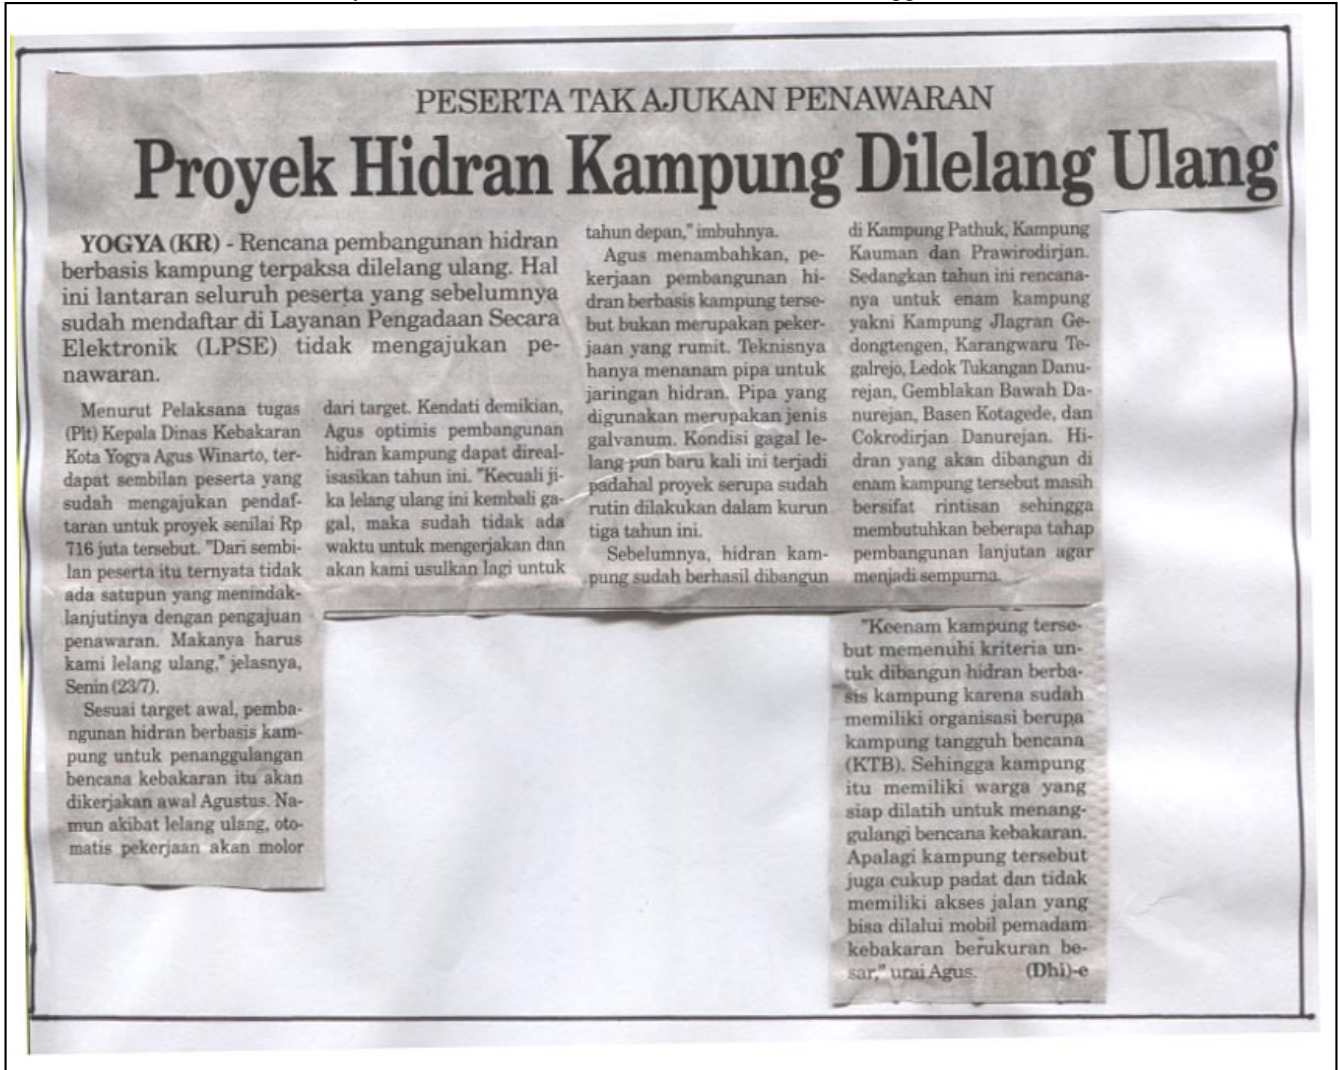 PESERTA TAK AJUKAN PENAWARAN
Proyek Hidran Kampung Dilelang Ulang
YOGYA (KR) - Rencana pembangunan hidran
berbasis kampung terpaksa dilelang ulang. Hal
ini lantaran seluruh peserta yang sebelumnya
sudah mendaftar di Layanan Pengadaan Secara
Elektronik (LPSE) tidak mengajukan pe-
nawaran.
Menurut Pelaksana tugas
(Plt) Kepala Dinas Kebakaran
Kota Yogya Agus Winarto, ter-
dapat sembilan peserta yang
sudah mengajukan pendaf-
taran untuk proyek senilai Rp
716 juta tersebut. "Dari sembi-
lan peserta itu ternyata tidak
ada satupun yang menindak-
lanjutinya dengan pengajuan
penawaran. Makanya harus
kami lelang ulang," jelasnya,
Senin (23/7).
Sesuai target awal, pemba-
ngunan hidran berbasis kam-
pung untuk penanggulangan
bencana kebakaran itu akan
dikerjakan awal Agustus. Na-
mun akibat lelang ulang, oto-
matis pekerjaan akan molor
dari target. Kendati demikian,
Agus optimis pembangunan
hidran kampung dapat direal-
isasikan tahun ini. "Kecuali ji-
ka lelang ulang ini kembali ga-
gal, maka sudah tidak ada
waktu untuk mengerjakan dan
akan kami usulkan lagi untuk
tahun depan," imbuhnya.
Agus menambahkan, pe-
kerjaan pembangunan hi-
dran berbasis kampung terse-
but bukan merupakan peker-
jaan yang rumit. Teknisnya
hanya menanam pipa untuk
jaringan hidran. Pipa yang
digunakan merupakan jenis
galvanum. Kondisi gagal le-
lang pun baru kali ini terjadi
padahal proyek serupa sudah
rutin dilakukan dalam kurun
tiga tahun ini.
Sebelumnya, hidran kam-
pung sudah berhasil dibangun
di Kampung Pathuk, Kampung
Kauman dan Prawirodirjan.
Sedangkan tahun ini rencana-
nya untuk enam kampung
yakni Kampung Jlagran Ge-
dongtengen, Karangwaru Te-
galrejo, Ledok Tukangan Danu-
rejan, Gemblakan Bawah Da-
nurejan, Basen Kotagede, dan
Cokrodirjan Danurejan. Hi-
dran yang akan dibangun di
enam kampung tersebut masih
bersifat rintisan sehingga
membutuhkan beberapa tahap
pembangunan lanjutan agar
menjadi sempurna.
"Keenam kampung terse-
but memenuhi kriteria un-
tuk dibangun hidran berba-
sis kampung karena sudah
memiliki organisasi berupa
kampung tangguh bencana
(KTB). Sehingga kampung
itu memiliki warga yang
siap dilatih untuk menang-
gulangi bencana kebakaran.
Apalagi kampung tersebut
juga cukup padat dan tidak
memiliki akses jalan yang
bisa dilalui mobil pemadam
kebakaran berukuran be-
sar," urai Agus. (Dhi)-e